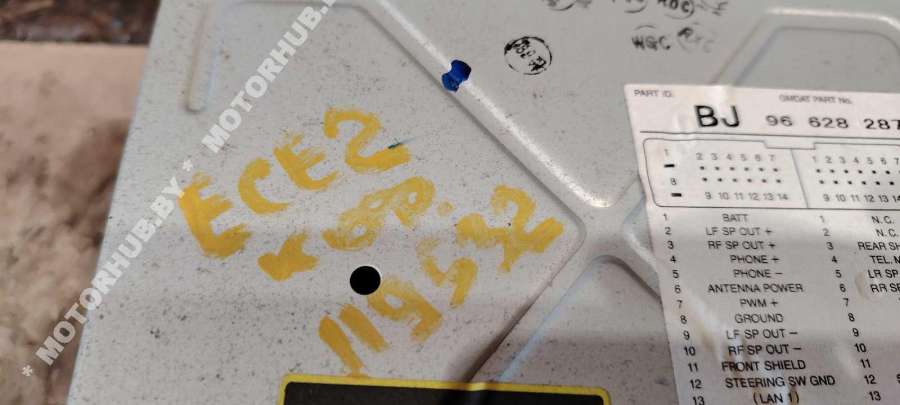 * MOTORHUB.BY * MOTORHUB.BY
WGC
ECE2
119532
PART ID.
GMDAT PART No.
BJ 96 628 287
1 2 3 4 5 6 7
8 9 10 11 12 13 14
1 2 3 4 5 6 7
9 10 11 12 13 14
1 BATT
2 LF SP OUT +
3 RF SP OUT +
4 PHONE +
5 PHONE -
6 ANTENNA POWER
7 PWM +
8 GROUND
9 LF SP OUT -
10 RF SP OUT -
11 FRONT SHIELD
12 STEERING SW GND
13 (LAN 1)
1 N.C.
2 N.C.
3 REAR SH
4 TEL.M
5 LR SP
6 RR SP
7
8
9
10
11
12
13